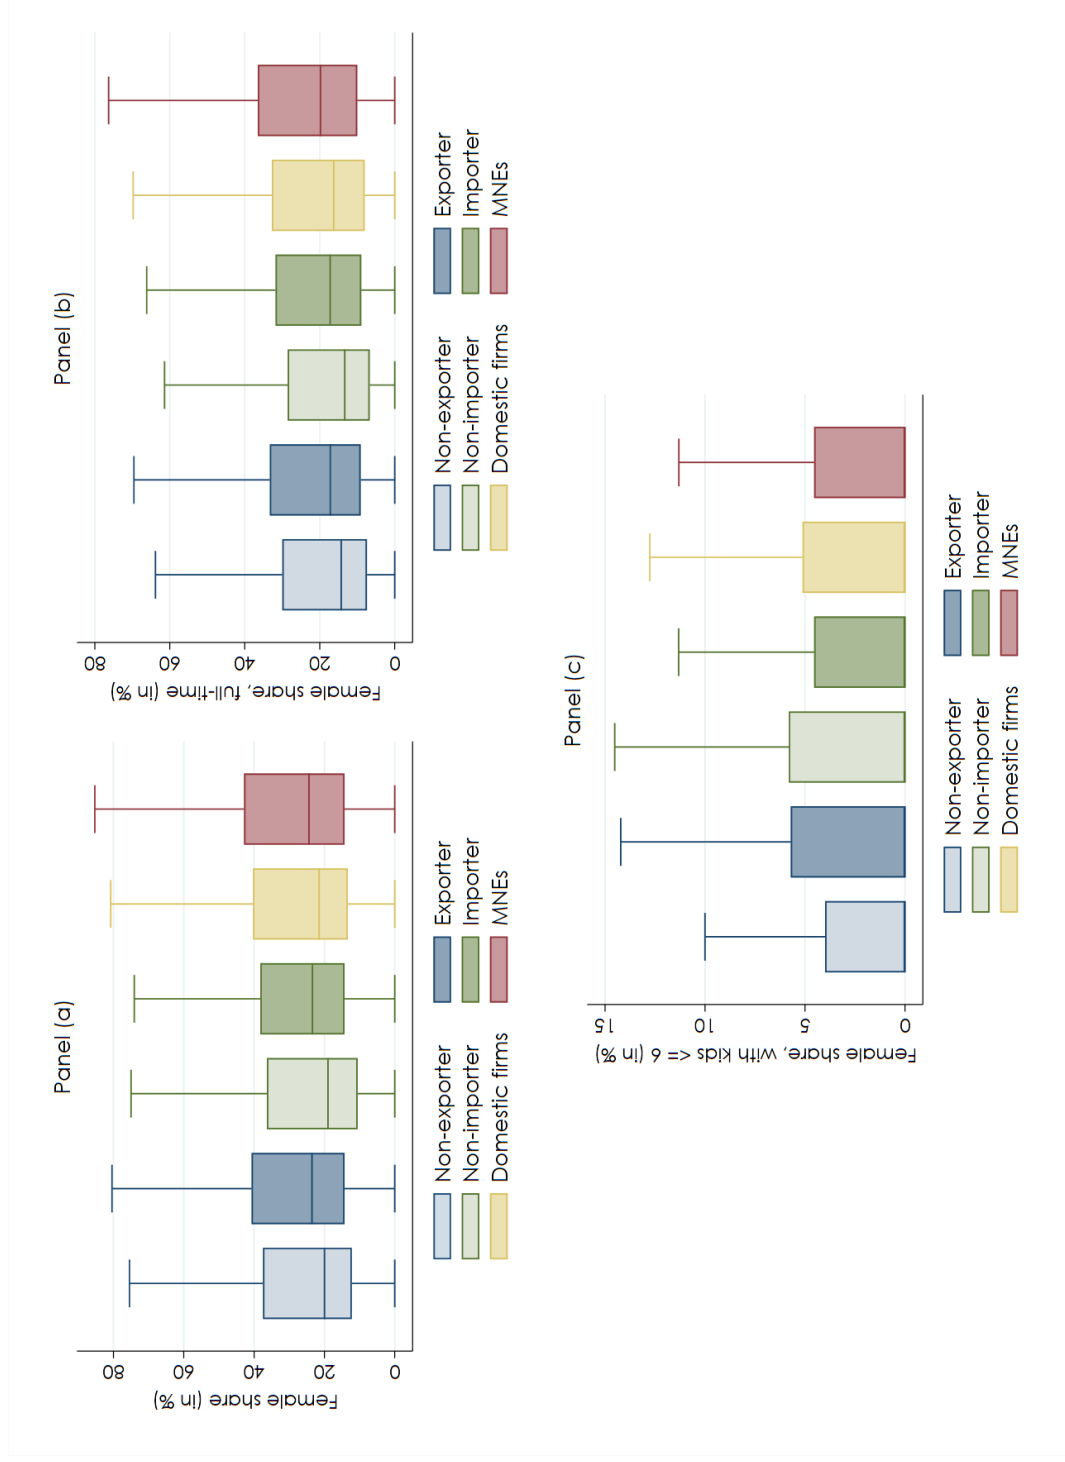 Panel (a)
Female share (in %)
0
20
40
60
80
Non-exporter
Exporter
Non-importer
Importer
Domestic firms
MNEs
Panel (b)
Female share, full-time (in %)
0
20
40
60
80
Non-exporter
Exporter
Non-importer
Importer
Domestic firms
MNEs
Panel (c)
Female share, with kids <= 6 (in %)
0
5
10
15
Non-exporter
Exporter
Non-importer
Importer
Domestic firms
MNEs